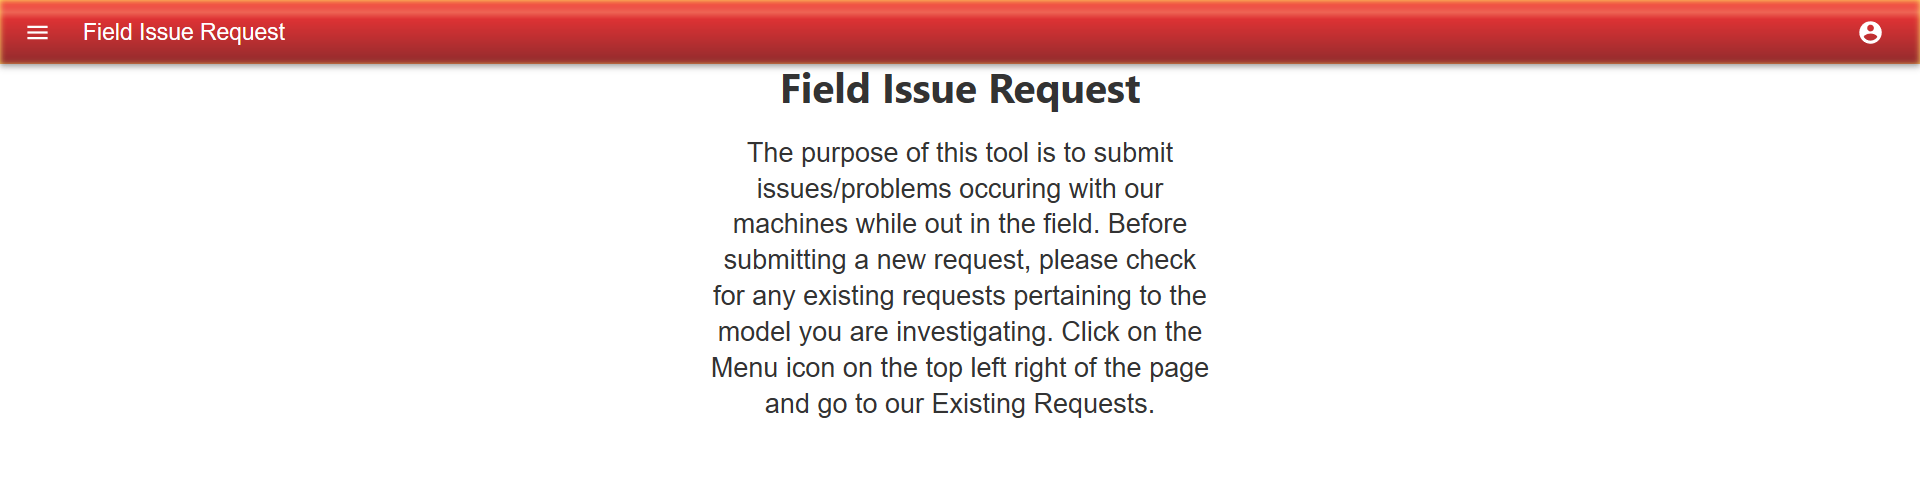 Field Issue Request
Field Issue Request
The purpose of this tool is to submit
issues/problems occuring with our
machines while out in the field. Before
submitting a new request, please check
for any existing requests pertaining to the
model you are investigating. Click on the
Menu icon on the top left right of the page
and go to our Existing Requests.